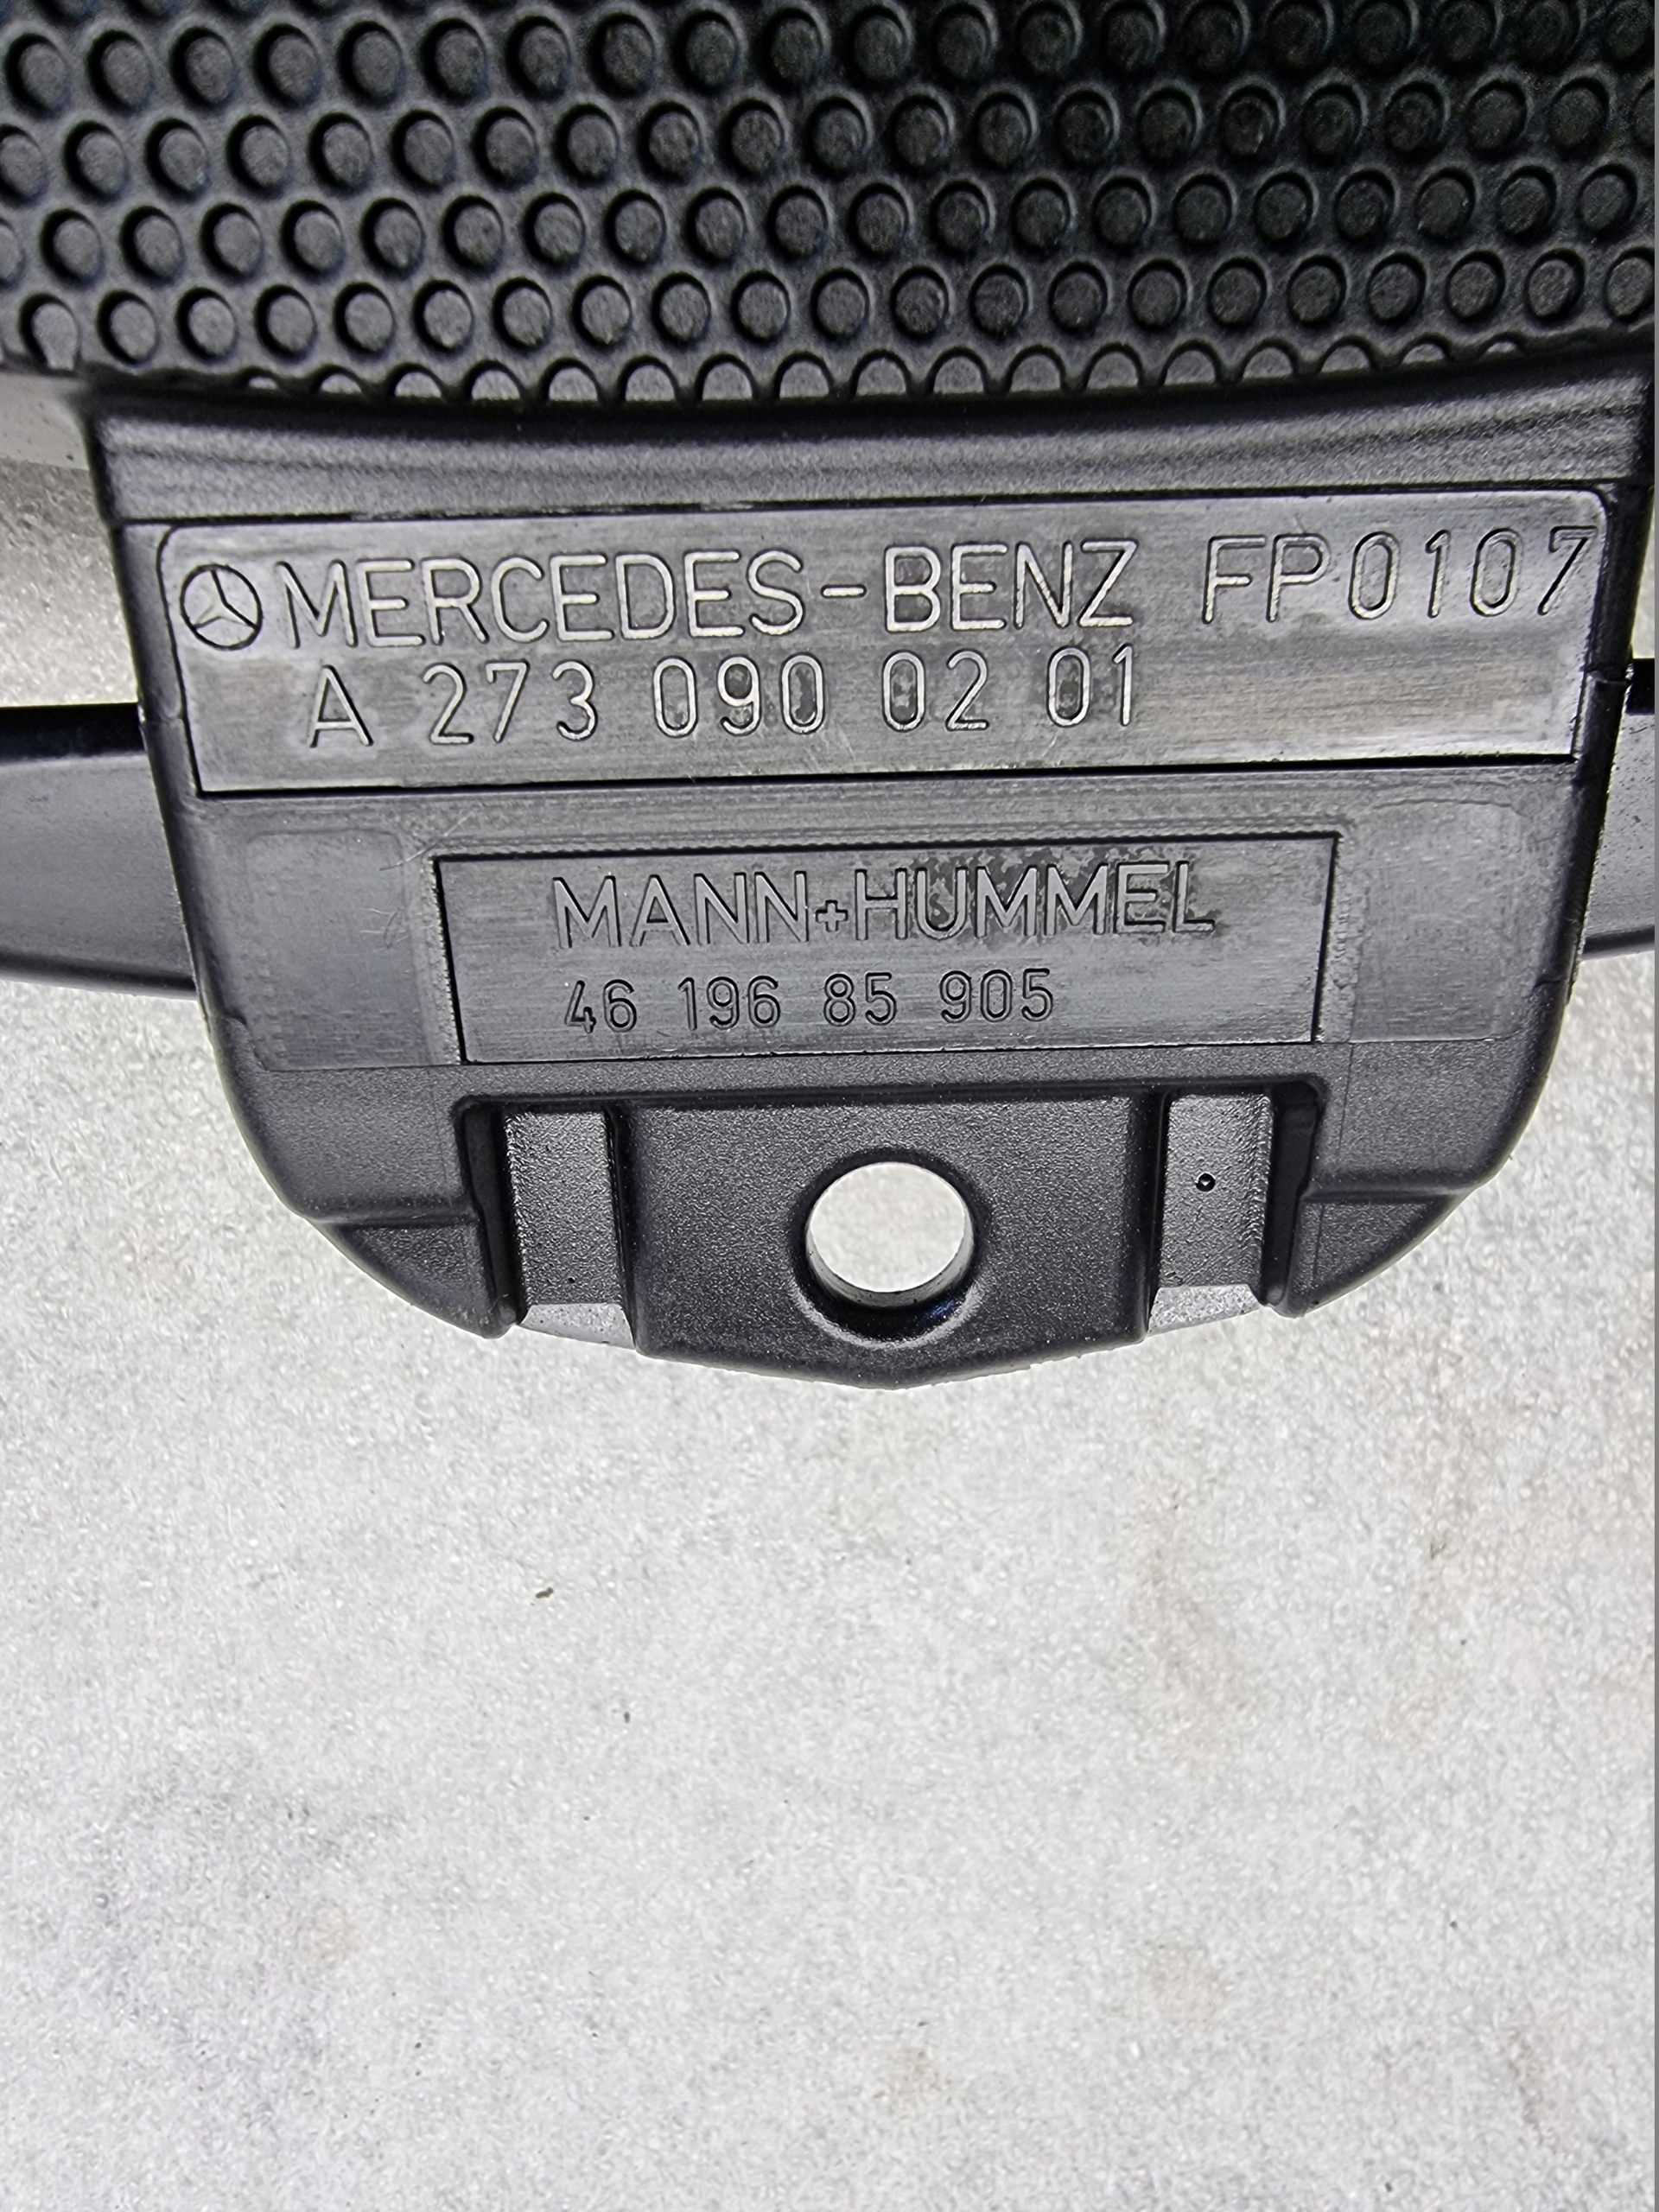 MERCEDES-BENZ FP0107
A 273 090 02 01
MANN+HUMMEL
46 196 85 905